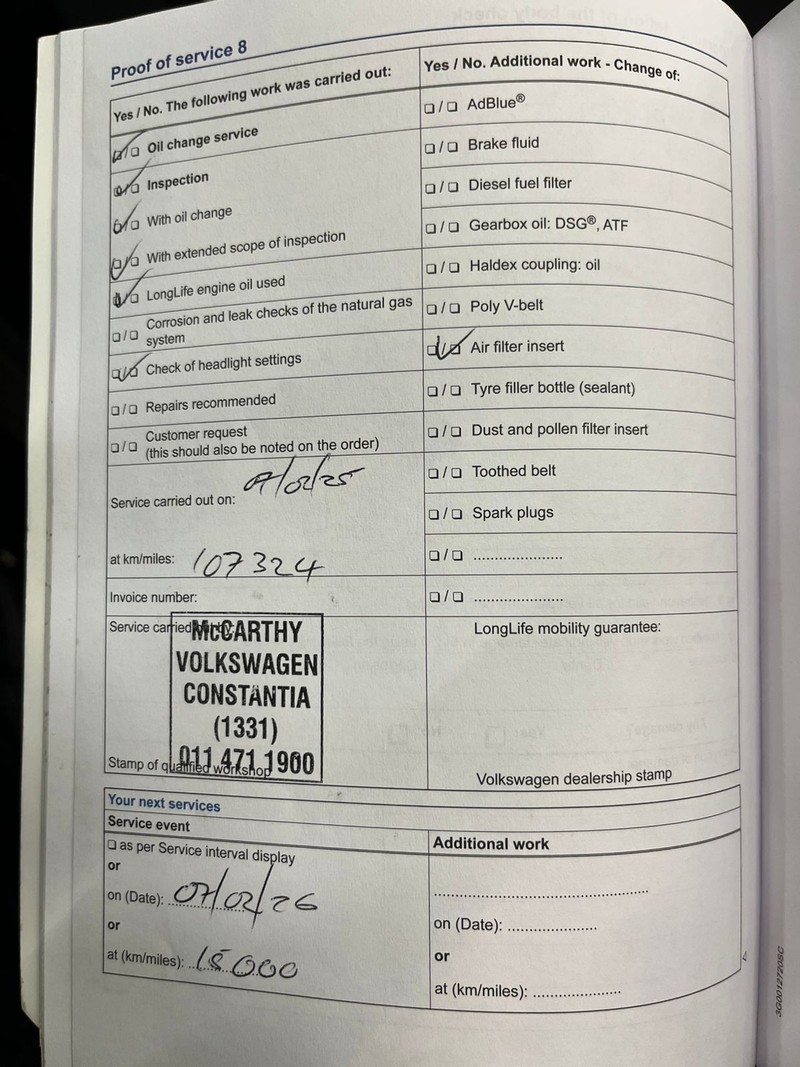 Proof of service 8
Yes / No. The following work was carried out:
☐/☐ Oil change service
☐/☐ Inspection
☐/☐ With oil change
☐/☐ With extended scope of inspection
☐/☐ LongLife engine oil used
☐/☐ Corrosion and leak checks of the natural gas
system
☐/☐ Check of headlight settings
☐/☐ Repairs recommended
☐/☐ Customer request
(this should also be noted on the order)
Service carried out on: 07/02/25
at km/miles: 107324
Invoice number:
Service carried
McCARTHY
VOLKSWAGEN
CONSTANTIA
(1331)
011 471 1900
Stamp of qualified workshop
Yes / No. Additional work - Change of:
☐/☐ AdBlue®
☐/☐ Brake fluid
☐/☐ Diesel fuel filter
☐/☐ Gearbox oil: DSG®, ATF
☐/☐ Haldex coupling: oil
☐/☐ Poly V-belt
☐/☐ Air filter insert
☐/☐ Tyre filler bottle (sealant)
☐/☐ Dust and pollen filter insert
☐/☐ Toothed belt
☐/☐ Spark plugs
☐/☐ .....................
☐/☐ .....................
LongLife mobility guarantee:
Volkswagen dealership stamp
Your next services
Service event
☐ as per Service interval display
or
on (Date): 07/02/26
or
at (km/miles): 15000
Additional work
..................................................
on (Date): .....................
or
at (km/miles): .....................
3G0012720SC